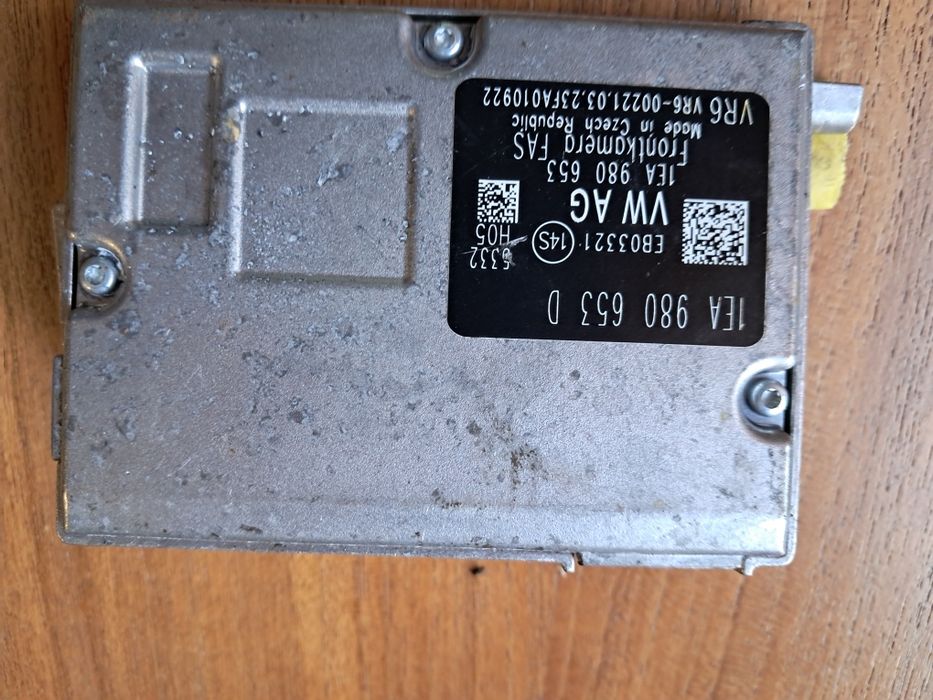 1EA 980 653 D
EB03321 14S
H05
VW AG
1EA 980 653
Frontkamera FAS
Made in Czech Republic
VR6 VR6-00221.03.23FA010922